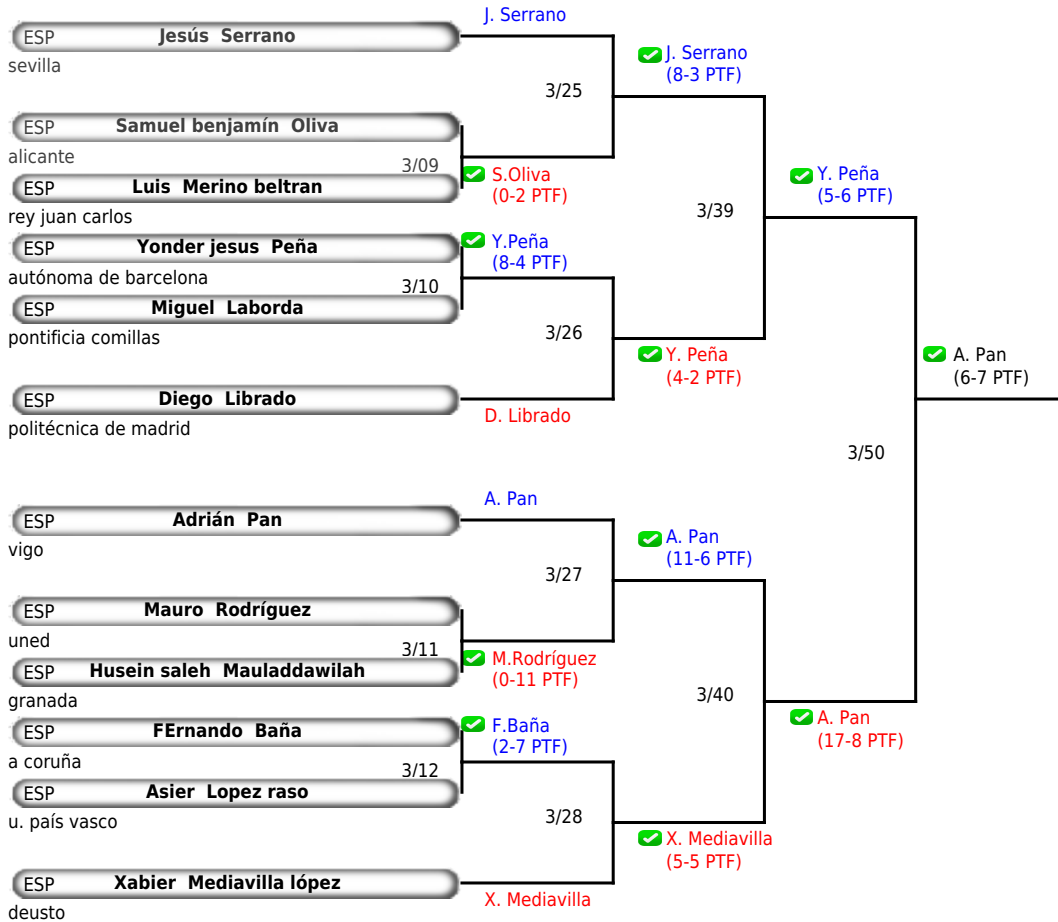 J. Serrano
ESP Jesús Serrano
sevilla
J. Serrano
(8-3 PTF)
3/25
ESP Samuel benjamín Oliva
alicante
3/09
S.Oliva
(0-2 PTF)
ESP Luis Merino beltran
rey juan carlos
Y. Peña
(5-6 PTF)
3/39
ESP Yonder jesus Peña
autónoma de barcelona
Y.Peña
(8-4 PTF)
3/10
ESP Miguel Laborda
pontificia comillas
3/26
Y. Peña
(4-2 PTF)
A. Pan
(6-7 PTF)
ESP Diego Librado
politécnica de madrid
D. Librado
3/50
A. Pan
ESP Adrián Pan
vigo
A. Pan
(11-6 PTF)
3/27
ESP Mauro Rodríguez
uned
3/11
M.Rodríguez
(0-11 PTF)
ESP Husein saleh Mauladdawilah
granada
3/40
A. Pan
(17-8 PTF)
ESP FErnando Baña
a coruña
F.Baña
(2-7 PTF)
3/12
ESP Asier Lopez raso
u. país vasco
3/28
X. Mediavilla
(5-5 PTF)
ESP Xabier Mediavilla lópez
deusto
X. Mediavilla